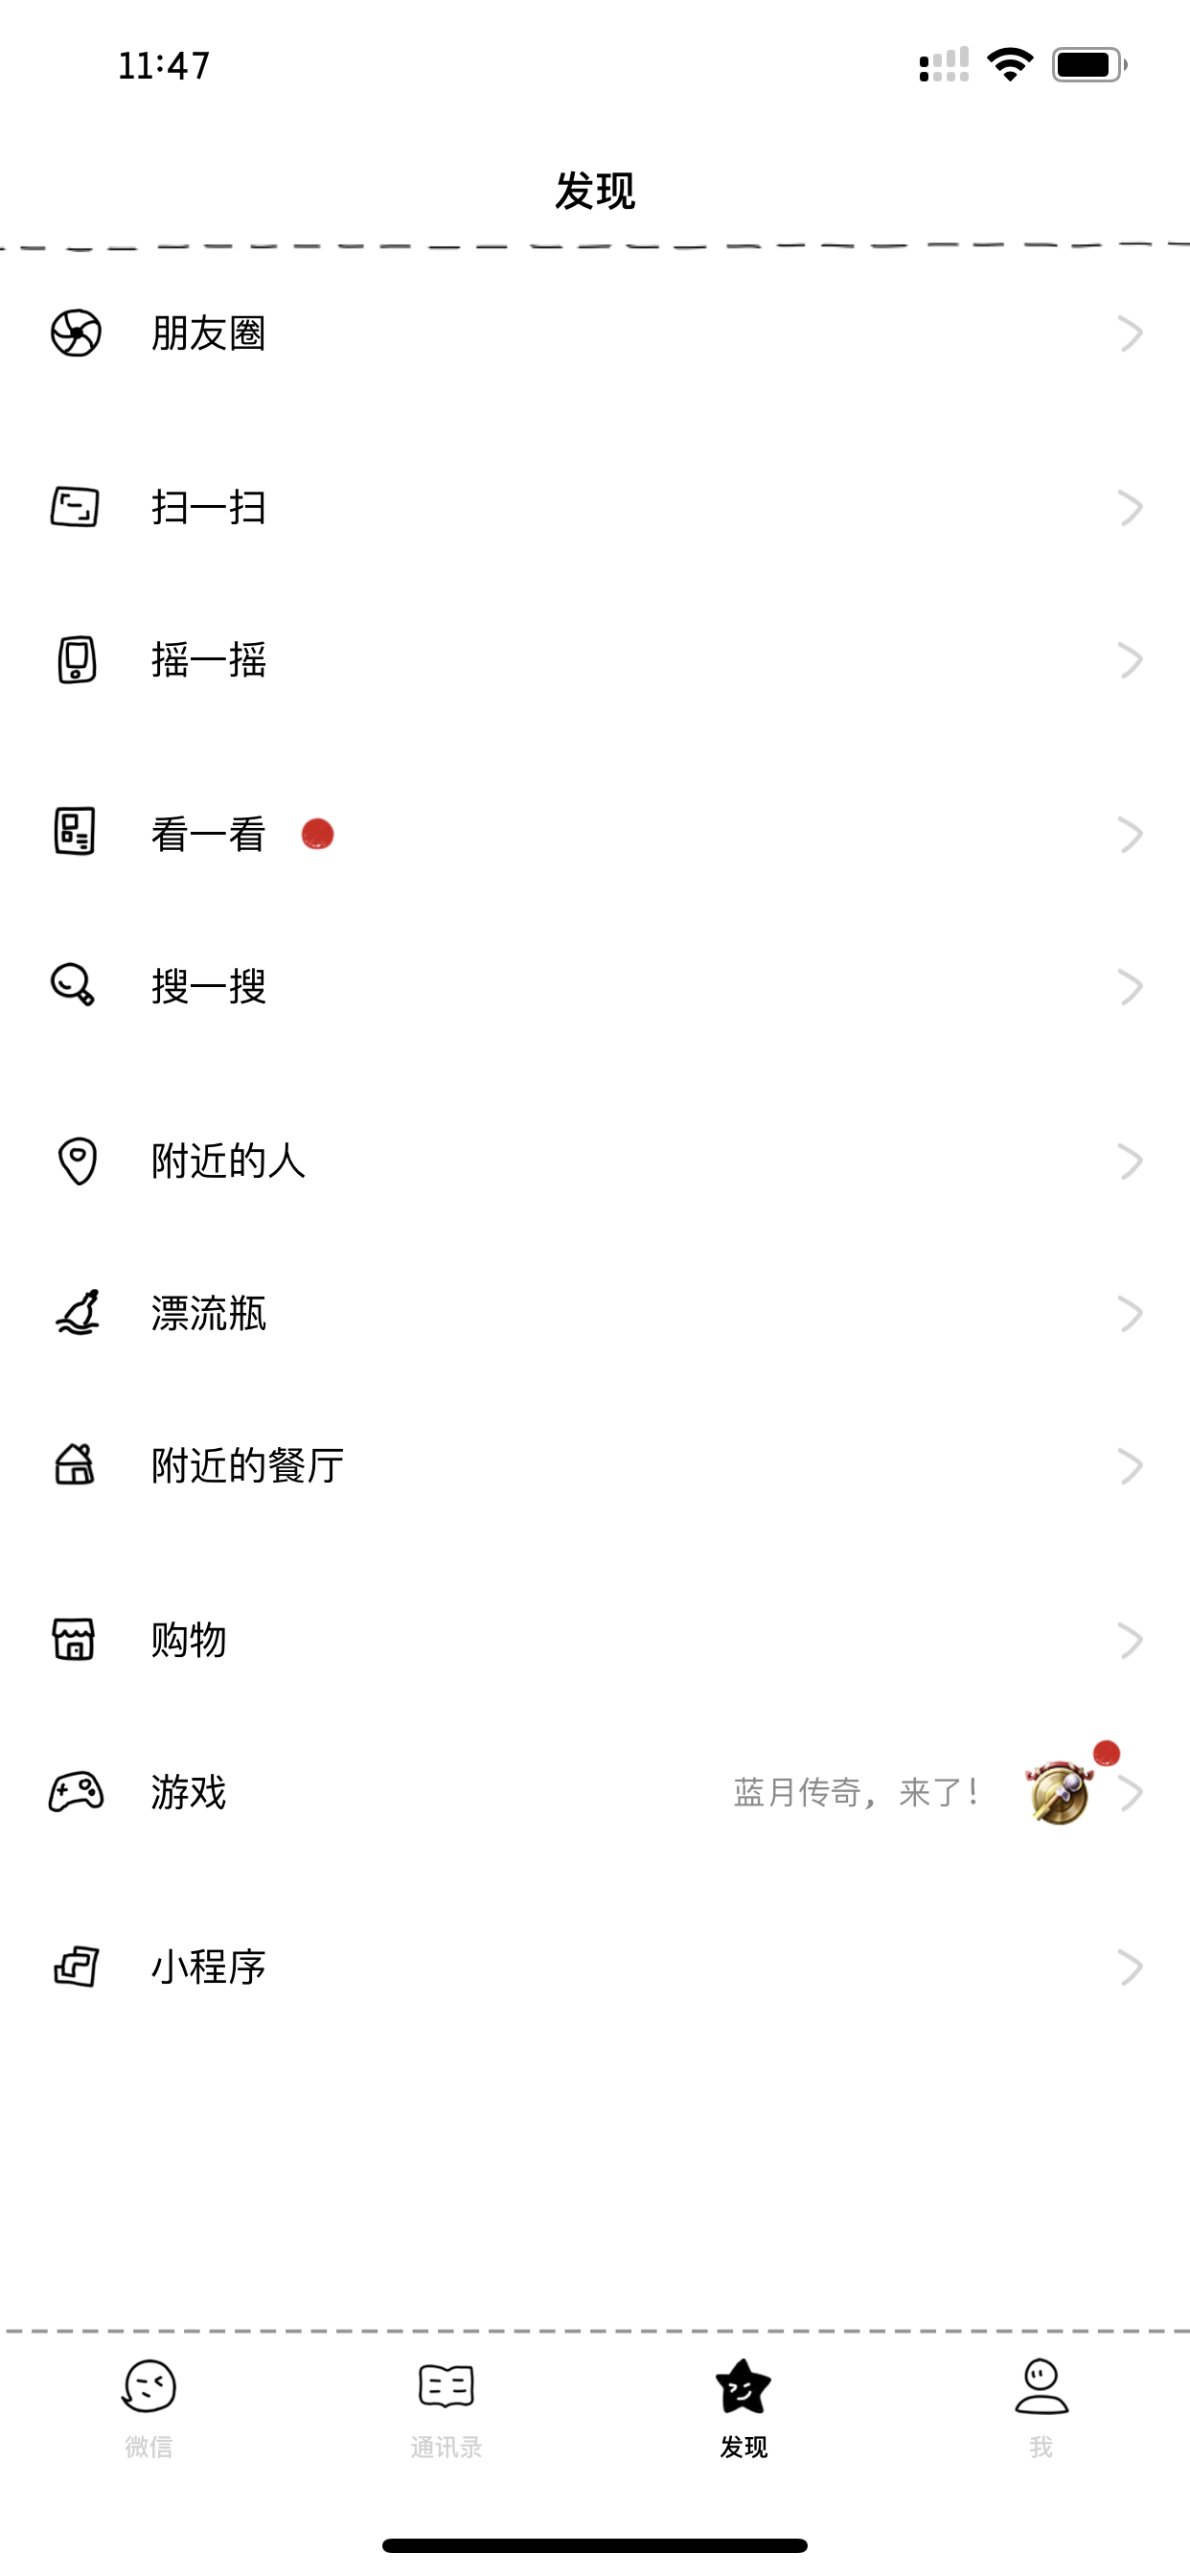 11:47
发现
朋友圈
扫一扫
摇一摇
看一看
搜一搜
附近的人
漂流瓶
附近的餐厅
购物
游戏 蓝月传奇，来了！
小程序
微信 通讯录 发现 我